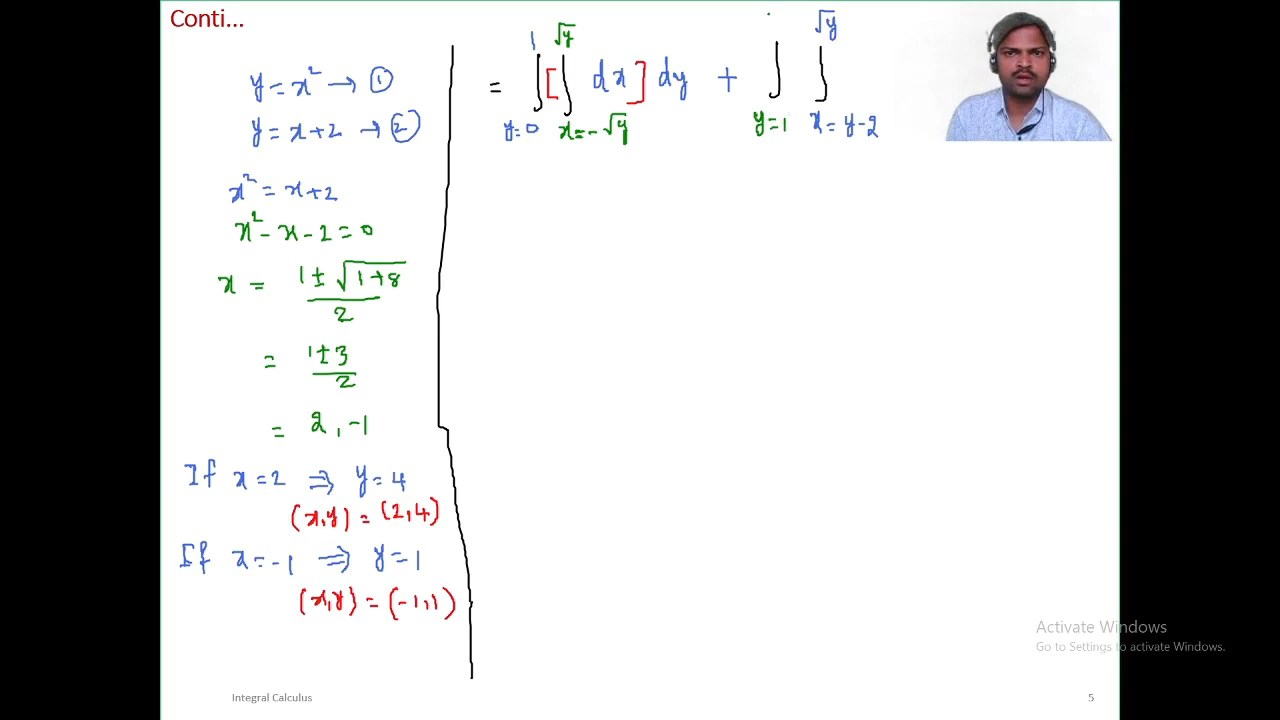 Conti...
y = x² → ①
y = x+2 → ②
x² = x+2
x² - x - 2 = 0
x = 1 ± √1+8 / 2
= 1 ± 3 / 2
= 2, -1
If x = 2 ⇒ y = 4
(x,y) = (2,4)
If x = -1 ⇒ y = 1
(x,y) = (-1,1)
= ∫_{y=0}^{1} [ ∫_{x=-√y}^{√y} dx ] dy + ∫_{y=1} ∫_{x=y-2}^{√y}
Activate Windows
Go to Settings to activate Windows.
Integral Calculus
5